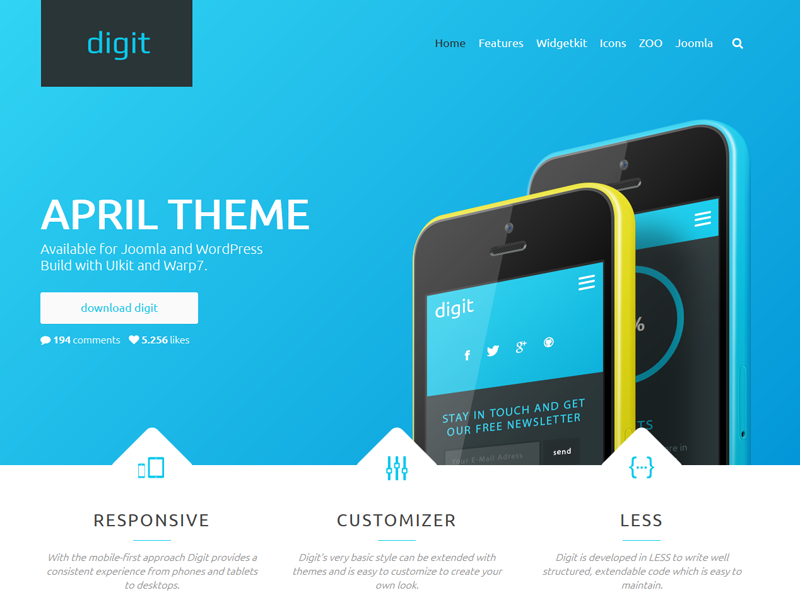 digit
Home Features Widgetkit Icons ZOO Joomla
APRIL THEME
Available for Joomla and WordPress
Build with UIkit and Warp7.
download digit
194 comments 5.256 likes
digit
STAY IN TOUCH AND GET
OUR FREE NEWSLETTER
Your E-Mail Adress
send
%
TS
re in
RESPONSIVE
With the mobile-first approach Digit provides a
consistent experience from phones and tablets
to desktops.
CUSTOMIZER
Digit's very basic style can be extended with
themes and is easy to customize to create your
own look.
LESS
Digit is developed in LESS to write well
structured, extendable code which is easy to
maintain.